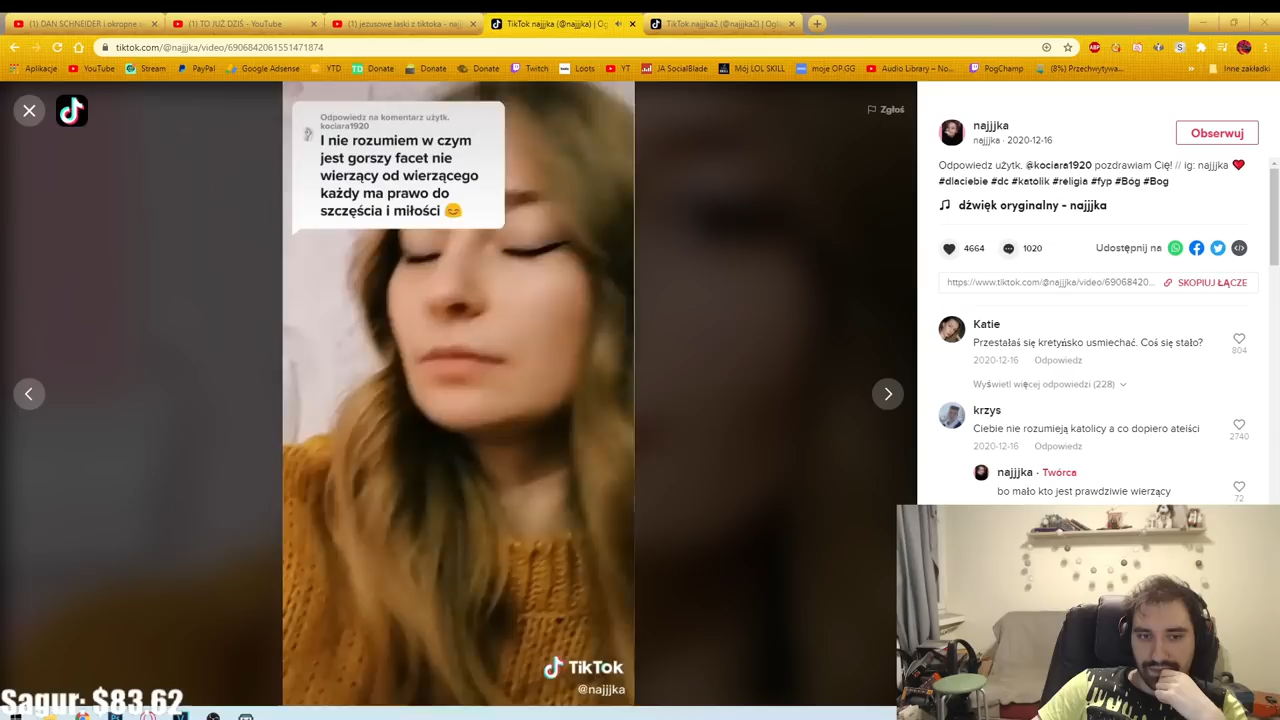 (1) DAN SCHNEIDER i okropne s
(1) TO JUŻ DZIŚ - YouTube
(1) jezusowe laski z tiktoka - naj
TikTok najjjka (@najjjka) | Og
TikTok najjjka2 (@najjjka2) | Ogl
tiktok.com/@najjjka/video/6906842061551471874
Aplikacje
YouTube
Stream
PayPal
Google Adsense
YTD
Donate
Donate
Donate
Twitch
Loots
YT
JA SocialBlade
Mój LOL SKILL
moje OP.GG
Audio Library – No...
PogChamp
(8%) Przechwytywa...
»
Inne zakładki
Zgłoś
Odpowiedz na komentarz użytk.
kociara1920
I nie rozumiem w czym
jest gorszy facet nie
wierzący od wierzącego
każdy ma prawo do
szczęścia i miłości 😊
TikTok
@najjjka
najjjka
najjjka · 2020-12-16
Obserwuj
Odpowiedz użytk. @kociara1920 pozdrawiam Cię! // ig: najjjka ❤️
#dlaciebie #dc #katolik #religia #fyp #Bóg #Bog
dźwięk oryginalny - najjjka
4664
1020
Udostępnij na
https://www.tiktok.com/@najjjka/video/69068420...
SKOPIUJ ŁĄCZE
Katie
Przestałaś się kretyńsko usmiechać. Coś się stało?
804
2020-12-16 Odpowiedz
Wyświetl więcej odpowiedzi (228)
krzys
Ciebie nie rozumieją katolicy a co dopiero ateiści
2740
2020-12-16 Odpowiedz
najjjka · Twórca
bo mało kto jest prawdziwie wierzący
72
Sagur: $83.62